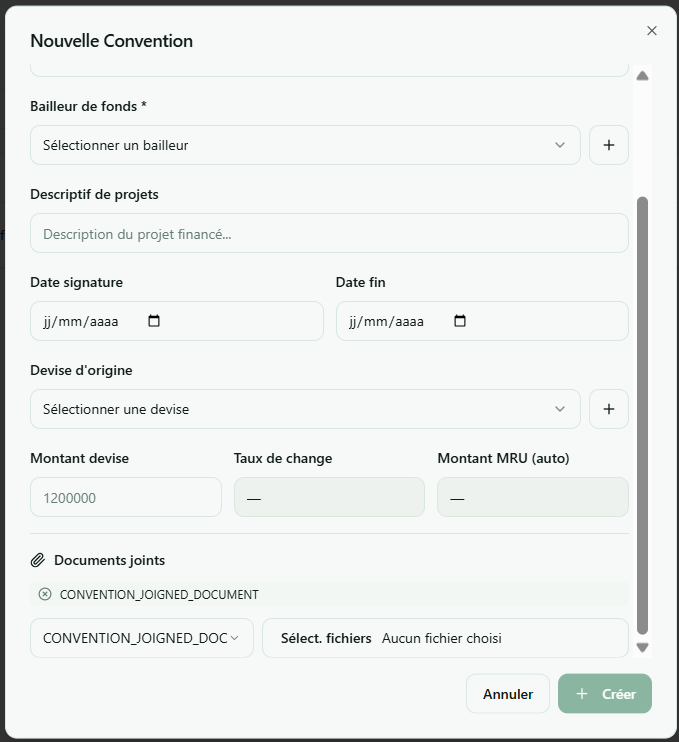 Nouvelle Convention
Bailleur de fonds *
Sélectionner un bailleur
Descriptif de projets
Description du projet financé...
Date signature Date fin
jj/mm/aaaa jj/mm/aaaa
Devise d'origine
Sélectionner une devise
Montant devise Taux de change Montant MRU (auto)
1200000 — —
Documents joints
CONVENTION_JOIGNED_DOCUMENT
CONVENTION_JOIGNED_DOC Sélect. fichiers Aucun fichier choisi
Annuler + Créer